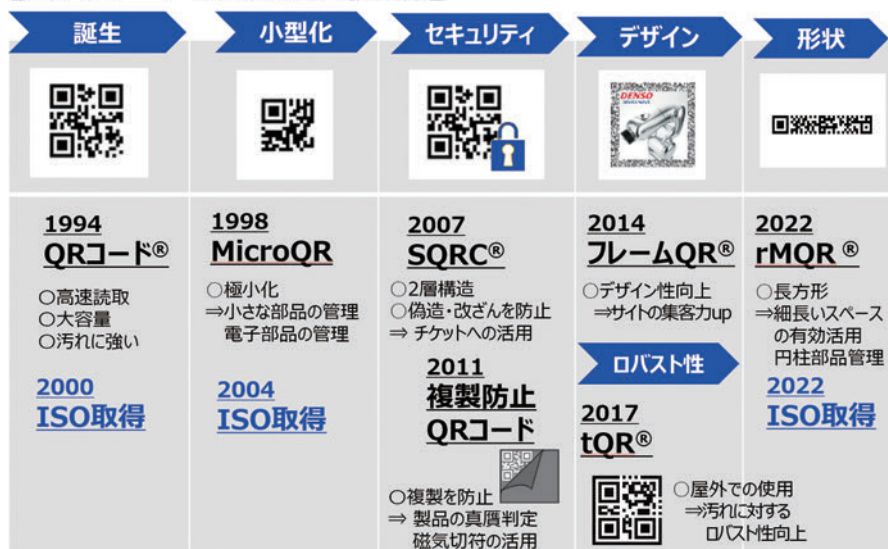 誕生
小型化
セキュリティ
デザイン
形状
DENSO
1994
QRコード®
○高速読取
○大容量
○汚れに強い
2000
ISO取得
1998
MicroQR
○極小化
⇒小さな部品の管理
電子部品の管理
2004
ISO取得
2007
SQRC®
○2層構造
○偽造・改ざんを防止
⇒ チケットへの活用
2011
複製防止
QRコード
○複製を防止
⇒ 製品の真贋判定
磁気切符の活用
2014
フレームQR®
○デザイン性向上
⇒サイトの集客力up
ロバスト性
2017
tQR®
○屋外での使用
⇒汚れに対する
ロバスト性向上
2022
rMQR ®
○長方形
⇒細長いスペース
の有効活用
円柱部品管理
2022
ISO取得